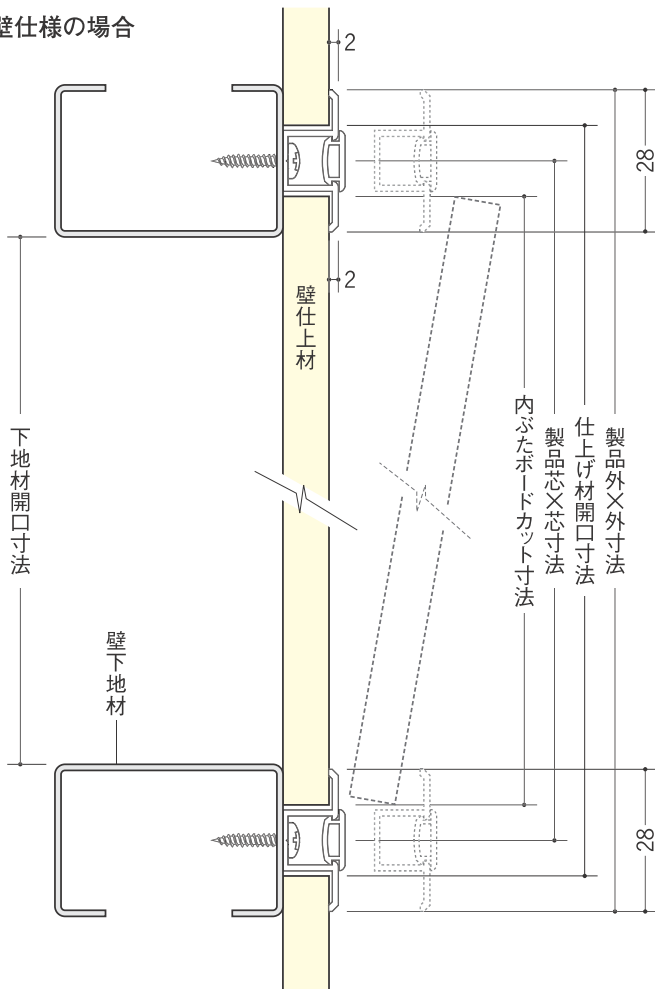 壁仕様の場合
2
28
2
壁仕上材
下地材開口寸法
内ぶたボードカット寸法
製品芯×芯寸法
仕上げ材開口寸法
製品外×外寸法
壁下地材
28